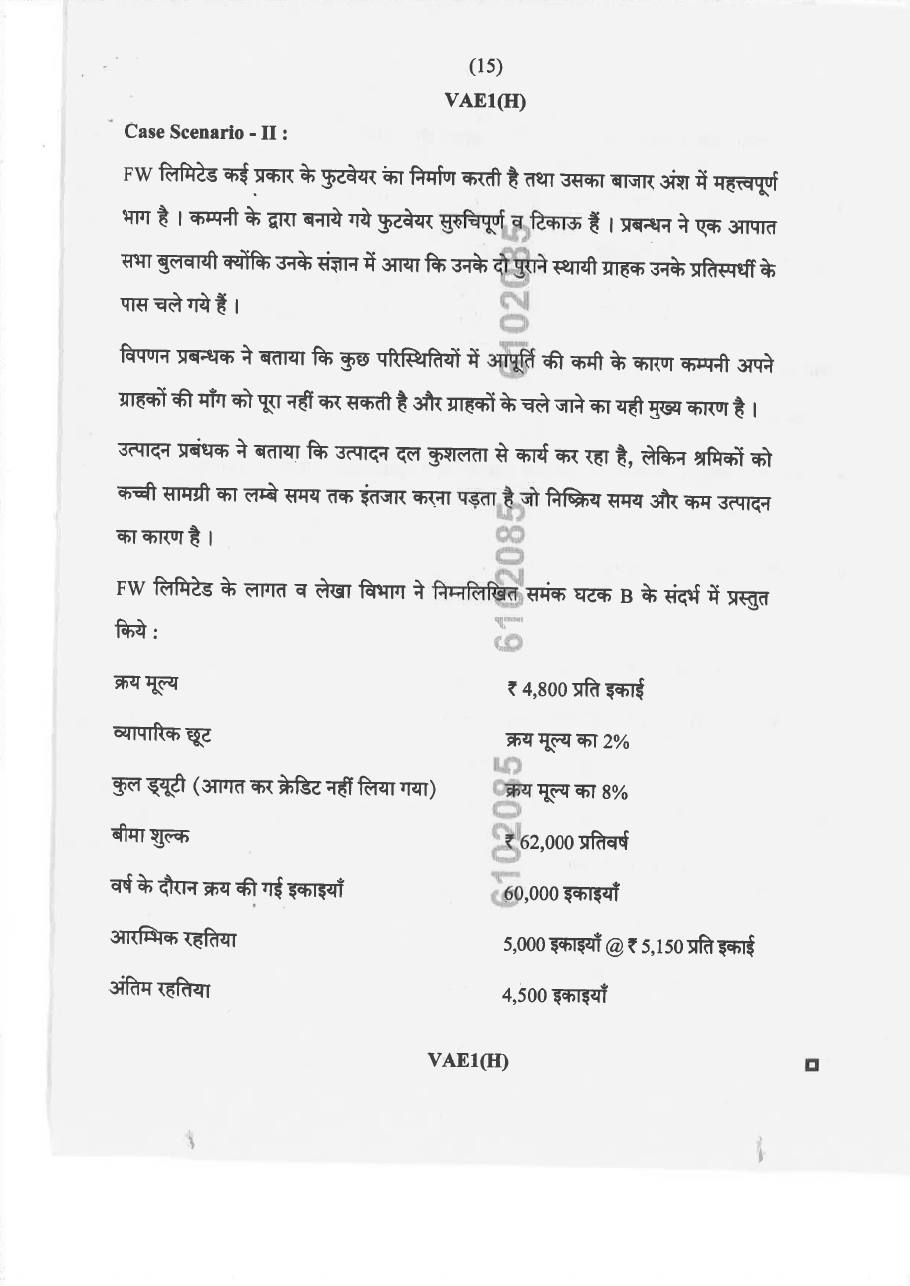 (15)
VAE1(H)
Case Scenario - II :
FW लिमिटेड कई प्रकार के फुटवेयर का निर्माण करती है तथा उसका बाजार अंश में महत्त्वपूर्ण
भाग है । कम्पनी के द्वारा बनाये गये फुटवेयर सुरुचिपूर्ण व टिकाऊ हैं । प्रबन्धन ने एक आपात
सभा बुलवायी क्योंकि उनके संज्ञान में आया कि उनके दो पुराने स्थायी ग्राहक उनके प्रतिस्पर्धी के
पास चले गये हैं ।
विपणन प्रबन्धक ने बताया कि कुछ परिस्थितियों में आपूर्ति की कमी के कारण कम्पनी अपने
ग्राहकों की माँग को पूरा नहीं कर सकती है और ग्राहकों के चले जाने का यही मुख्य कारण है ।
उत्पादन प्रबंधक ने बताया कि उत्पादन दल कुशलता से कार्य कर रहा है, लेकिन श्रमिकों को
कच्ची सामग्री का लम्बे समय तक इंतजार करना पड़ता है जो निष्क्रिय समय और कम उत्पादन
का कारण है ।
FW लिमिटेड के लागत व लेखा विभाग ने निम्नलिखित समंक घटक B के संदर्भ में प्रस्तुत
किये :
क्रय मूल्य ₹ 4,800 प्रति इकाई
व्यापारिक छूट क्रय मूल्य का 2%
कुल ड्यूटी (आगत कर क्रेडिट नहीं लिया गया) क्रय मूल्य का 8%
बीमा शुल्क ₹ 62,000 प्रतिवर्ष
वर्ष के दौरान क्रय की गई इकाइयाँ 60,000 इकाइयाँ
आरम्भिक रहतिया 5,000 इकाइयाँ @ ₹ 5,150 प्रति इकाई
अंतिम रहतिया 4,500 इकाइयाँ
VAE1(H)
6102085
6102085
6102085